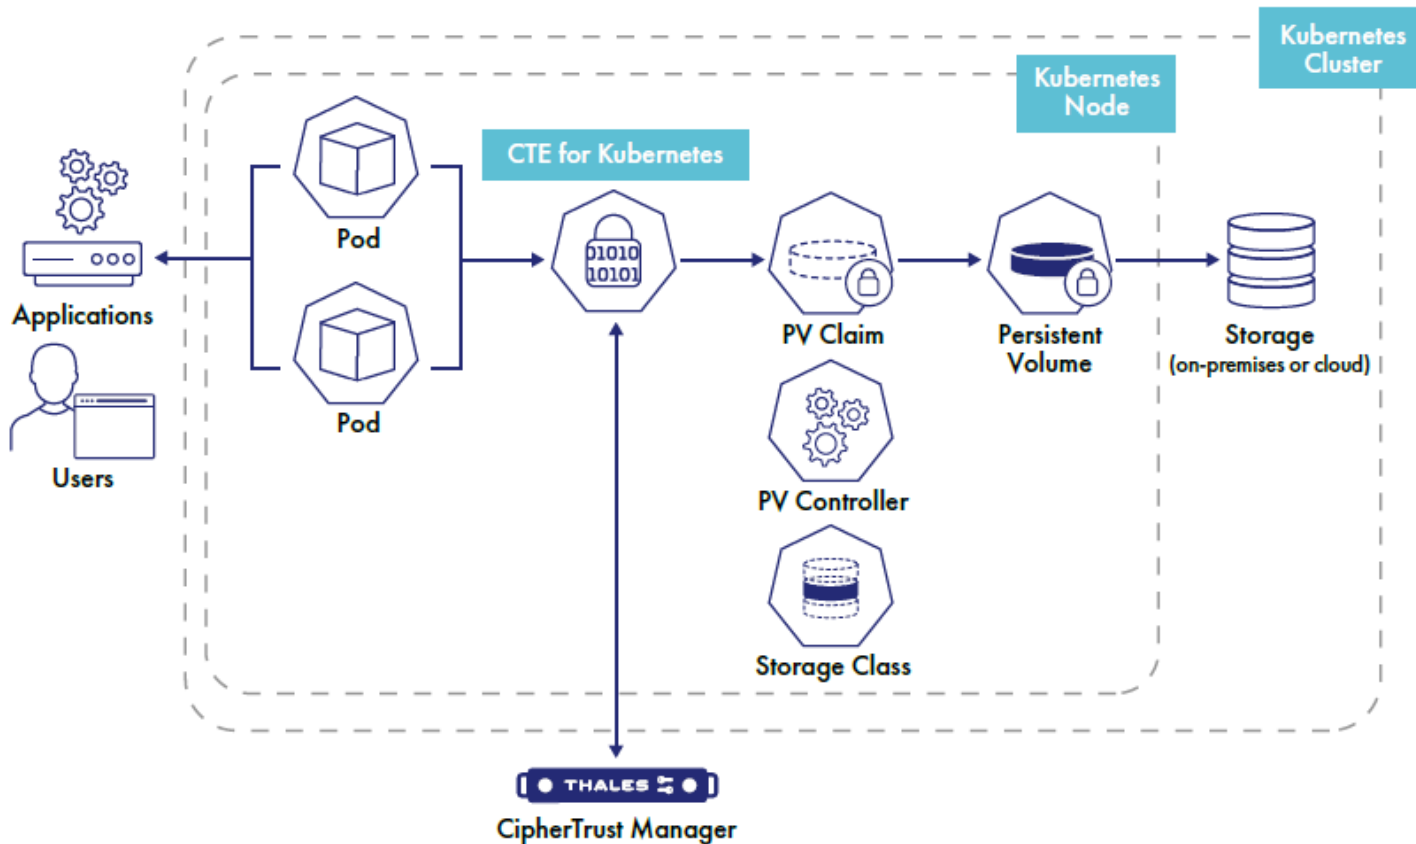 Kubernetes
Cluster
Kubernetes
Node
CTE for Kubernetes
Pod
01010
10101
Applications
PV Claim
Persistent
Volume
Storage
(on-premises or cloud)
Pod
Users
PV Controller
Storage Class
THALES
CipherTrust Manager